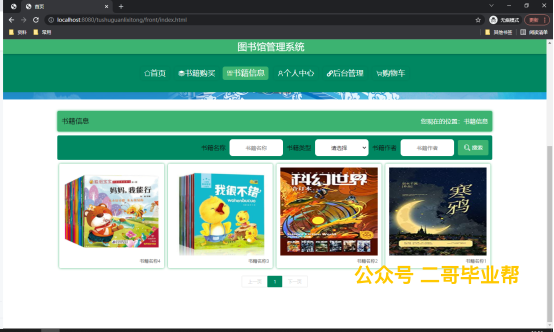 首页
localhost:8080/tushuguanlixitong/front/index.html
无痕模式
更新
资料
常用
其他书签
阅读清单
图书馆管理系统
首页 书籍购买 书籍信息 个人中心 后台管理 购物车
书籍信息
您现在的位置：书籍信息
书籍名称 书籍名称 书籍类型 请选择 书籍作者 书籍作者 搜索
妈妈，我能行
我很不错
科幻世界
寒鸦
书籍名称4 书籍名称3 书籍名称2 书籍名称1
上一页 1 下一页
公众号 二哥毕业帮